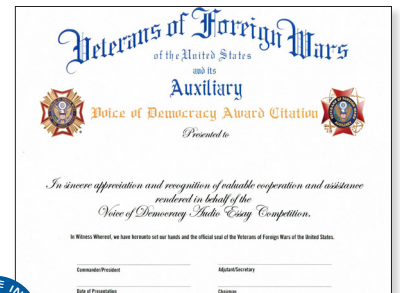 Veterans of Foreign Wars
of the United States
and its
Auxiliary
Voice of Democracy Award Citation
Presented to
In sincere appreciation and recognition of valuable cooperation and assistance
rendered in behalf of the
Voice of Democracy Audio Essay Competition.
In Witness Whereof, we have hereunto set our hands and the official seal of the Veterans of Foreign Wars of the United States.
Commander/President Adjutant/Secretary
Date of Presentation Chairman